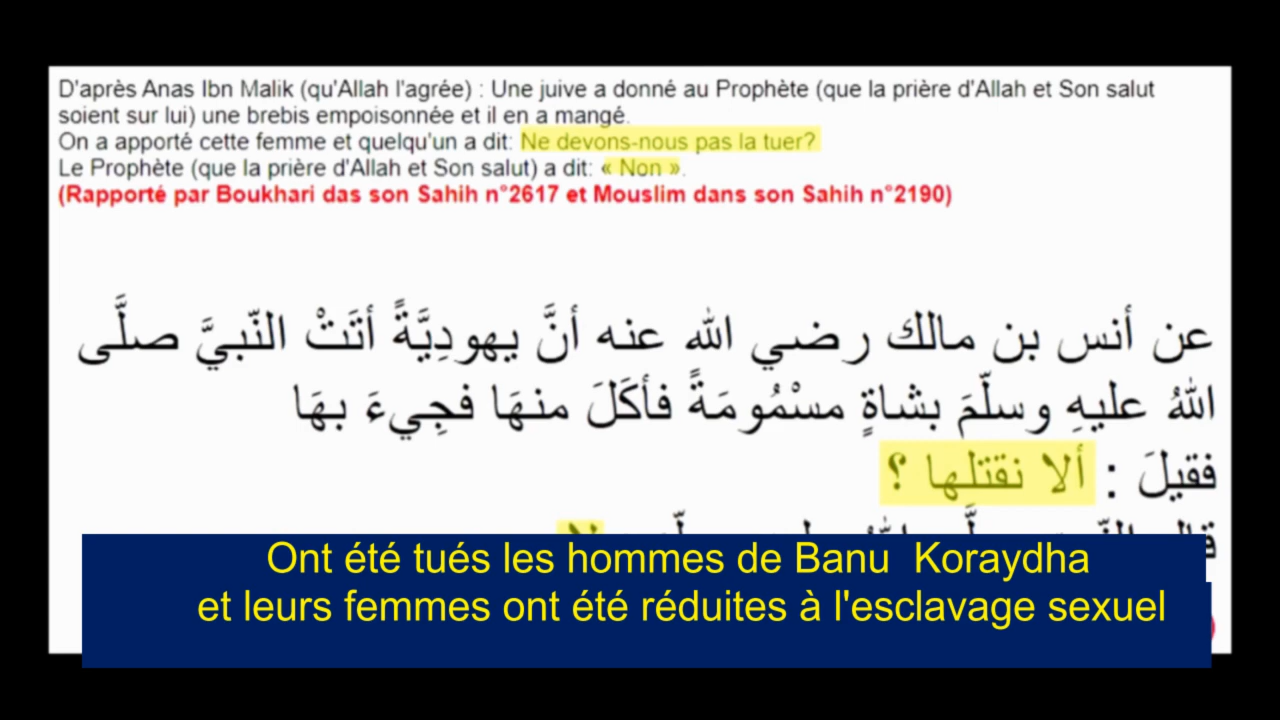 D'après Anas Ibn Malik (qu'Allah l'agrée) : Une juive a donné au Prophète (que la prière d'Allah et Son salut
soient sur lui) une brebis empoisonnée et il en a mangé.
On a apporté cette femme et quelqu'un a dit: Ne devons-nous pas la tuer?
Le Prophète (que la prière d'Allah et Son salut) a dit: « Non ».
(Rapporté par Boukhari das son Sahih n°2617 et Mouslim dans son Sahih n°2190)
عن أنس بن مالك رضي الله عنه أنَّ يهودِيَّةً أتَتْ النّبيَّ صلَّى
اللهُ عليهِ وسلّمَ بشاةٍ مسْمُومَةً فأكَلَ منهَا فجِيءَ بهَا
فقيلَ : ألا نقتلها ؟
Ont été tués les hommes de Banu Koraydha
et leurs femmes ont été réduites à l'esclavage sexuel